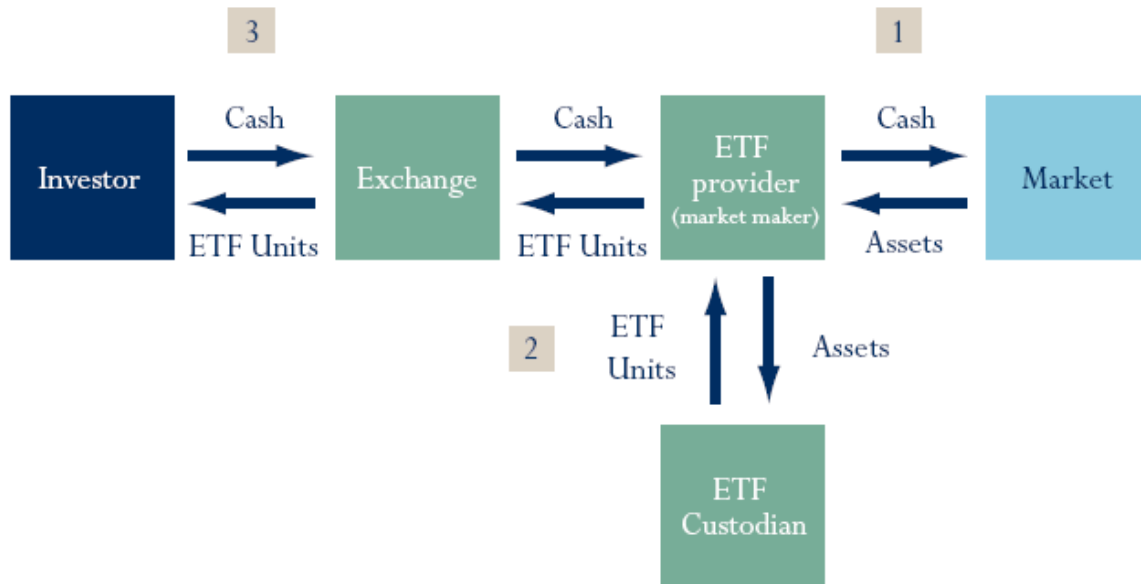 3
1
Cash
Cash
Cash
Investor
Exchange
ETF
provider
(market maker)
Market
ETF Units
ETF Units
Assets
2
ETF
Units
Assets
ETF
Custodian